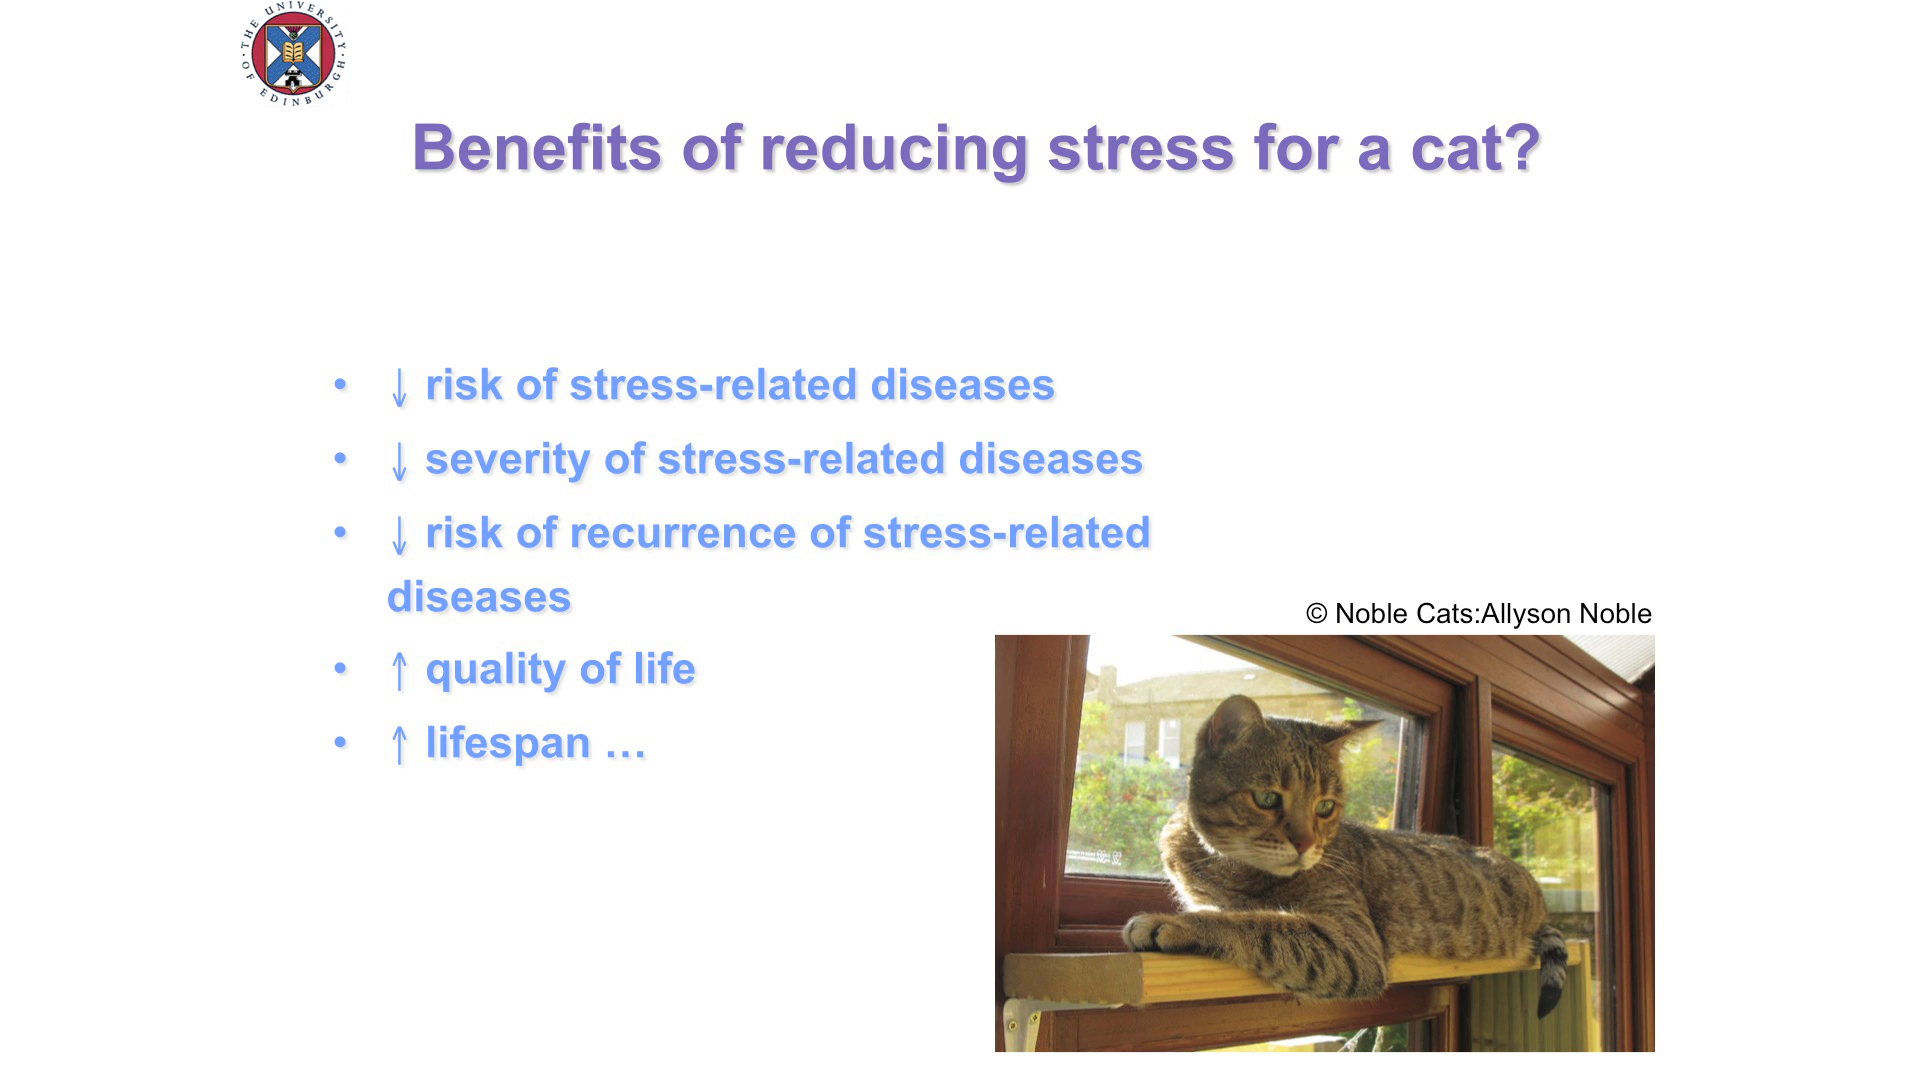 THE UNIVERSITY OF EDINBURGH
Benefits of reducing stress for a cat?
• ↓ risk of stress-related diseases
• ↓ severity of stress-related diseases
• ↓ risk of recurrence of stress-related
diseases
• ↑ quality of life
• ↑ lifespan …
© Noble Cats:Allyson Noble